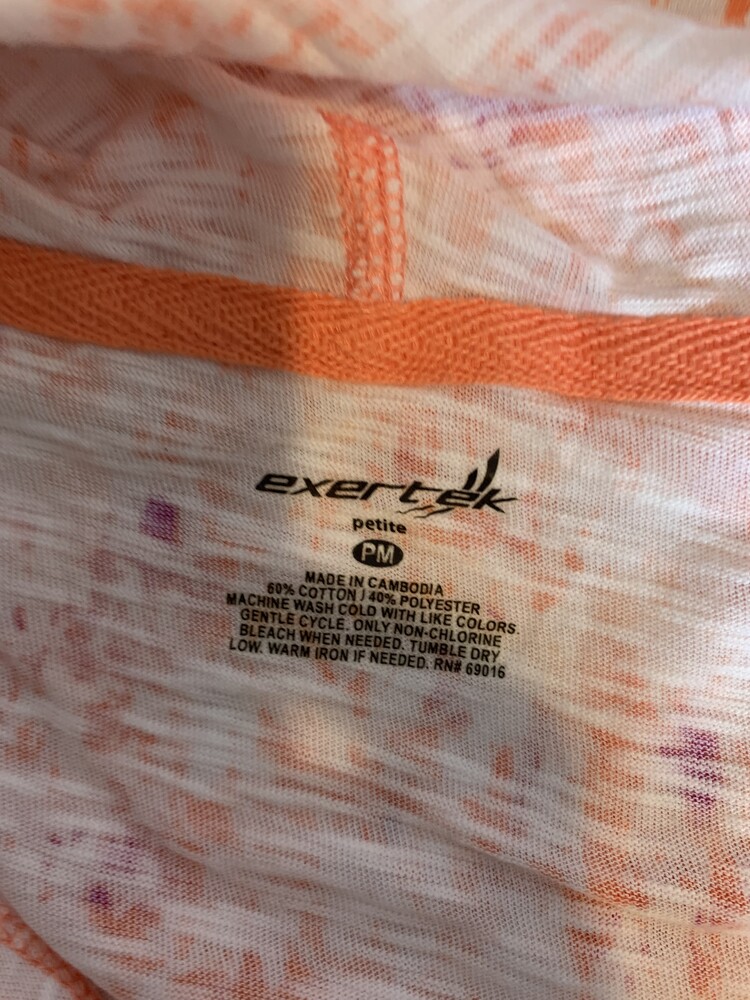 exertek
petite
PM
MADE IN CAMBODIA
60% COTTON / 40% POLYESTER
MACHINE WASH COLD WITH LIKE COLORS.
GENTLE CYCLE. ONLY NON-CHLORINE
BLEACH WHEN NEEDED. TUMBLE DRY
LOW. WARM IRON IF NEEDED. RN# 69016